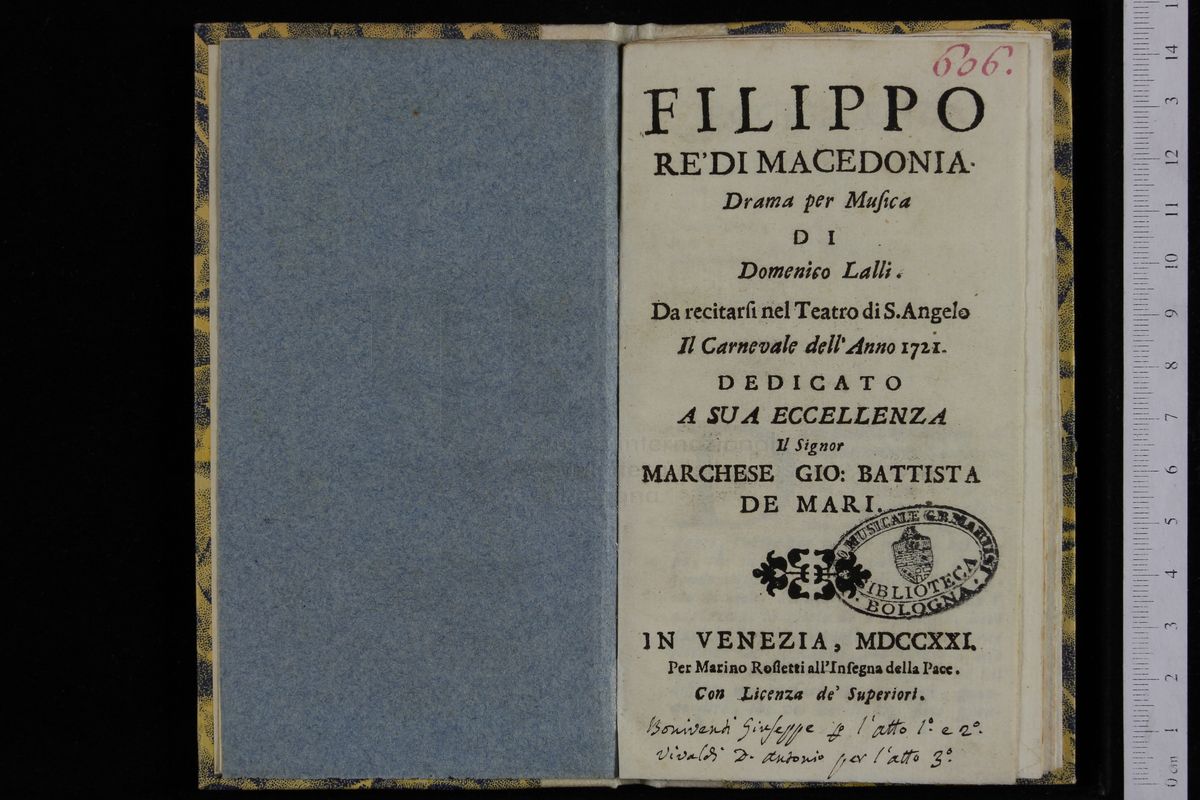 606.
FILIPPO
RE'DI MACEDONIA.
Drama per Muſica
DI
Domenico Lalli.
Da recitarſi nel Teatro di S. Angelo
Il Carnevale dell'Anno 1721.
DEDICATO
A SUA ECCELLENZA
Il Signor
MARCHESE GIO: BATTISTA
DE MARI.
MUSICALE G.B. MARTINI
BIBLIOTECA
BOLOGNA
IN VENEZIA, MDCCXXI.
Per Marino Roſſetti all'Inſegna della Pace.
Con Licenza de' Superiori.
Bonivendi Giuſeppe p l'atto 1.º e 2.º
Vivaldi D. Antonio per l'atto 3.º